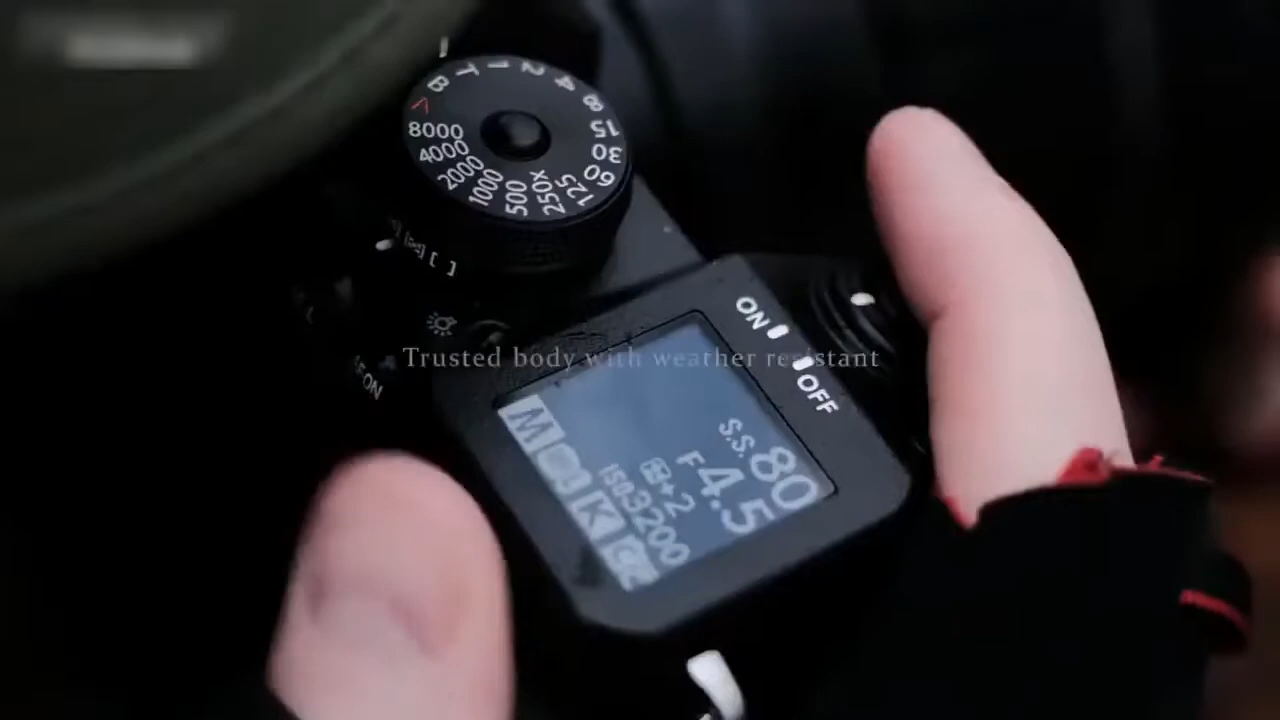 B T 1 2 4 8
15
30
60
125
250x
500
1000
2000
4000
8000
ON
OFF
Trusted body with weather resistant
S.S. 80
F4.5
+2
ISO3200
M
K